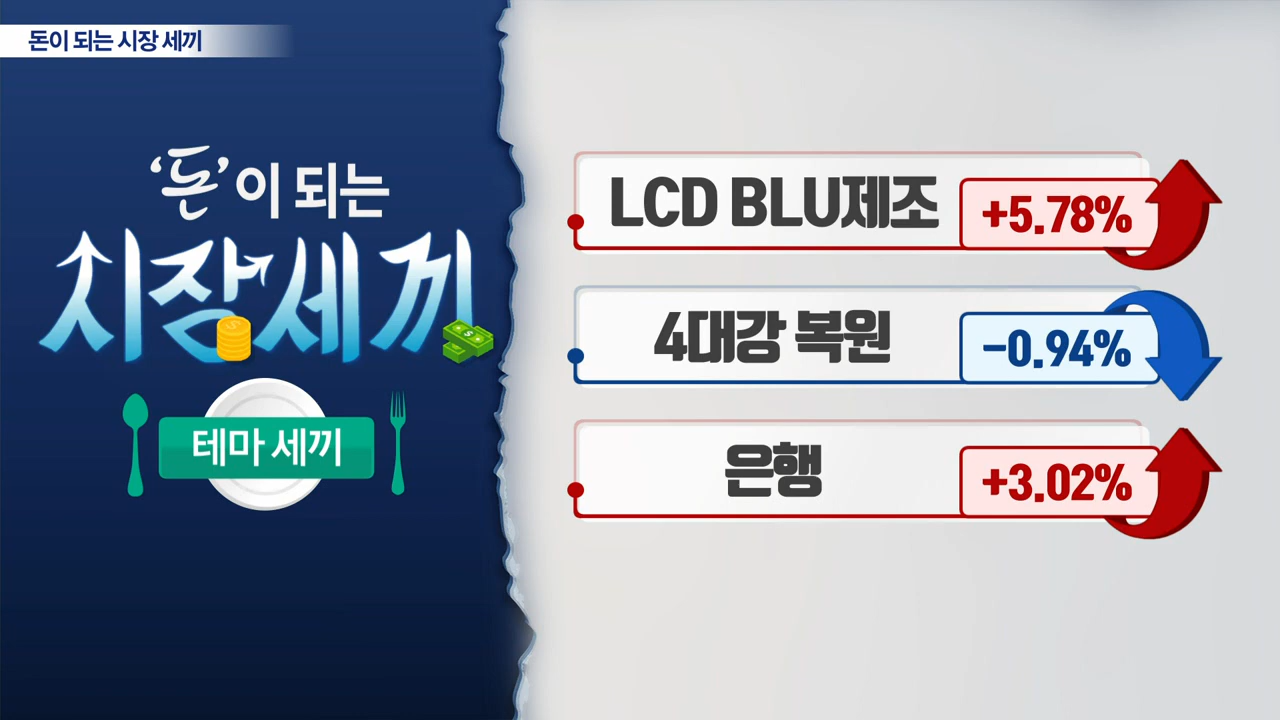 돈이 되는 시장 세끼
‘돈’이 되는
시장세끼
테마 세끼
LCD BLU제조
+5.78%
4대강 복원
-0.94%
은행
+3.02%